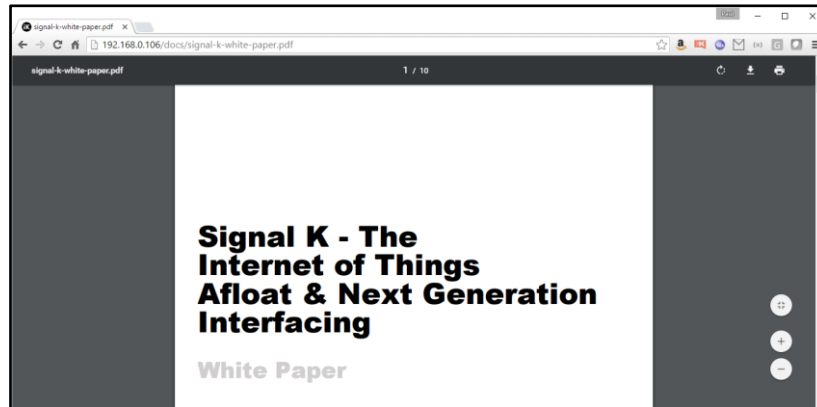 signal-k-white-paper.pdf
192.168.0.106/docs/signal-k-white-paper.pdf
signal-k-white-paper.pdf
1 / 10
Signal K - The
Internet of Things
Afloat & Next Generation
Interfacing
White Paper